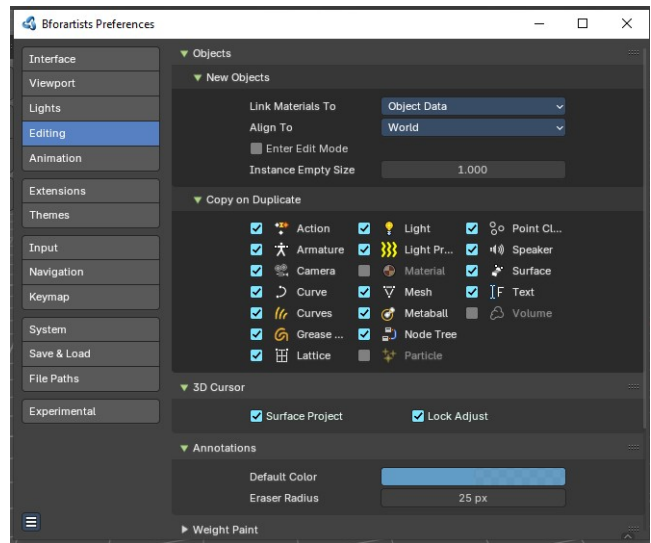 Bforartists Preferences
Interface
Viewport
Lights
Editing
Animation
Extensions
Themes
Input
Navigation
Keymap
System
Save & Load
File Paths
Experimental
Objects
New Objects
Link Materials To Object Data
Align To World
Enter Edit Mode
Instance Empty Size 1.000
Copy on Duplicate
Action Light Point Cl...
Armature Light Pr... Speaker
Camera Material Surface
Curve Mesh Text
Curves Metaball Volume
Grease ... Node Tree
Lattice Particle
3D Cursor
Surface Project Lock Adjust
Annotations
Default Color
Eraser Radius 25 px
Weight Paint